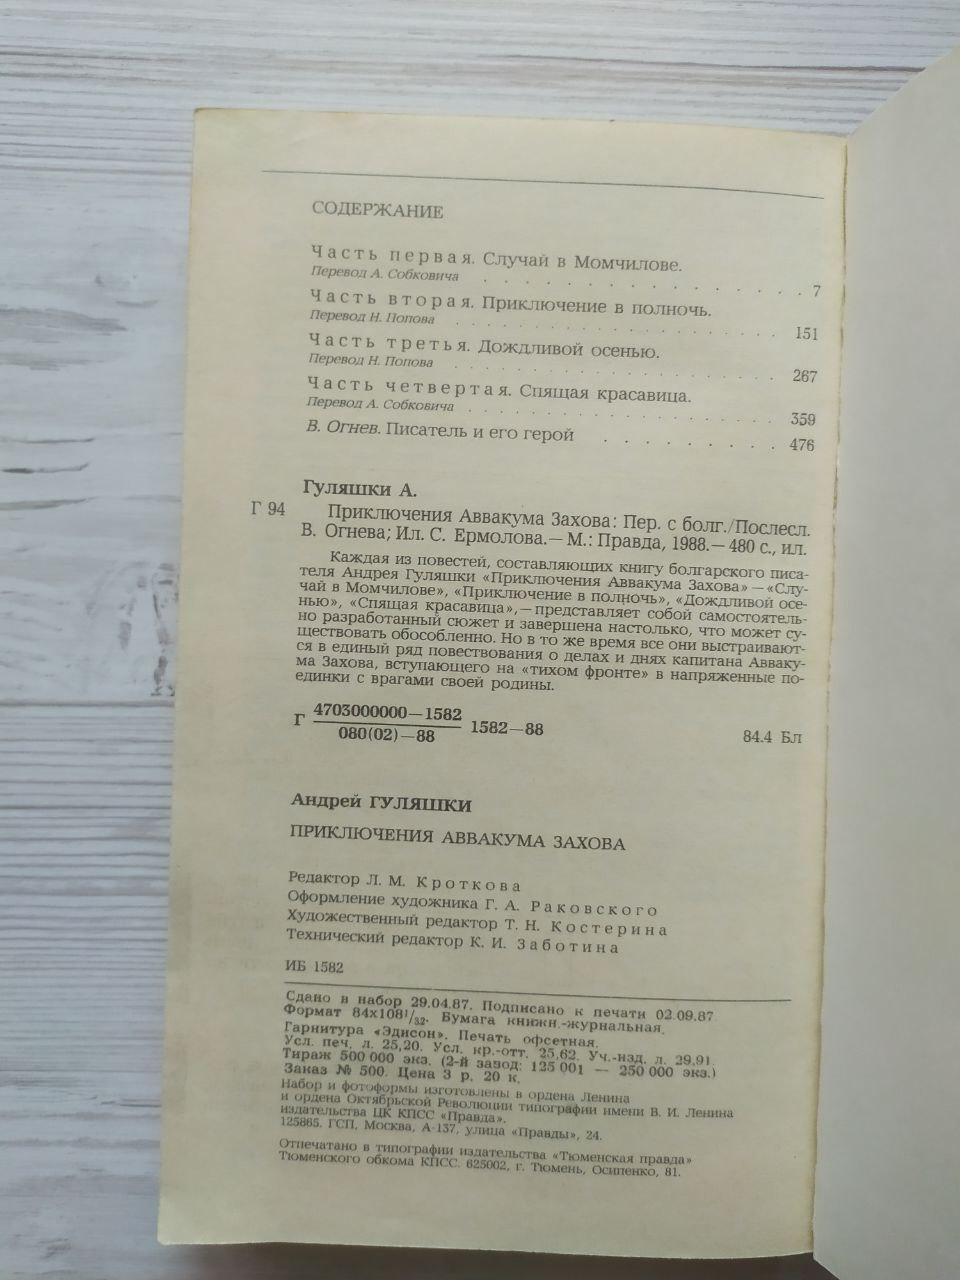 СОДЕРЖАНИЕ
Часть первая. Случай в Момчилове.
Перевод А. Собковича . . . . . . . . . . . . . . . 7
Часть вторая. Приключение в полночь.
Перевод Н. Попова . . . . . . . . . . . . . . . . 151
Часть третья. Дождливой осенью.
Перевод Н. Попова . . . . . . . . . . . . . . . . 267
Часть четвертая. Спящая красавица.
Перевод А. Собковича . . . . . . . . . . . . . . . 359
В. Огнев. Писатель и его герой . . . . . . . . 476
Гуляшки А.
Г 94 Приключения Аввакума Захова: Пер. с болг./Послесл.
В. Огнева; Ил. С. Ермолова.— М.: Правда, 1988.— 480 с., ил.
Каждая из повестей, составляющих книгу болгарского писа-
теля Андрея Гуляшки «Приключения Аввакума Захова» — «Слу-
чай в Момчилове», «Приключение в полночь», «Дождливой осе-
нью», «Спящая красавица»,— представляет собой самостоятель-
но разработанный сюжет и завершена настолько, что может су-
ществовать обособленно. Но в то же время все они выстраивают-
ся в единый ряд повествования о делах и днях капитана Авваку-
ма Захова, вступающего на «тихом фронте» в напряженные по-
единки с врагами своей родины.
Г 4703000000—1582 1582—88
080(02)—88
84.4 Бл
Андрей ГУЛЯШКИ
ПРИКЛЮЧЕНИЯ АВВАКУМА ЗАХОВА
Редактор Л. М. Кроткова
Оформление художника Г. А. Раковского
Художественный редактор Т. Н. Костерина
Технический редактор К. И. Заботина
ИБ 1582
Сдано в набор 29.04.87. Подписано к печати 02.09.87.
Формат 84х108 1/32. Бумага книжн.-журнальная.
Гарнитура «Эдисон». Печать офсетная.
Усл. печ. л. 25,20. Усл. кр.-отт. 25,62. Уч.-изд. л. 29,91.
Тираж 500 000 экз. (2-й завод: 125 001 — 250 000 экз.)
Заказ № 500. Цена 3 р. 20 к.
Набор и фотоформы изготовлены в ордена Ленина
и ордена Октябрьской Революции типографии имени В. И. Ленина
издательства ЦК КПСС «Правда».
125865, ГСП, Москва, А-137, улица «Правды», 24.
Отпечатано в типографии издательства «Тюменская правда»
Тюменского обкома КПСС. 625002, г. Тюмень, Осипенко, 81.